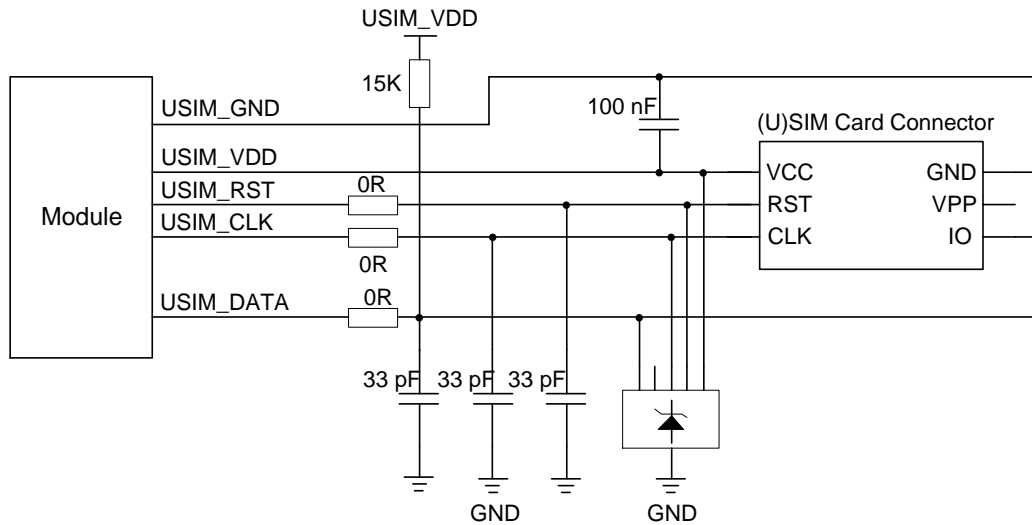 USIM_VDD
15K
USIM_GND
100 nF
(U)SIM Card Connector
USIM_VDD
VCC
GND
USIM_RST
0R
RST
VPP
Module
USIM_CLK
CLK
IO
0R
USIM_DATA
0R
33 pF
33 pF
33 pF
GND
GND